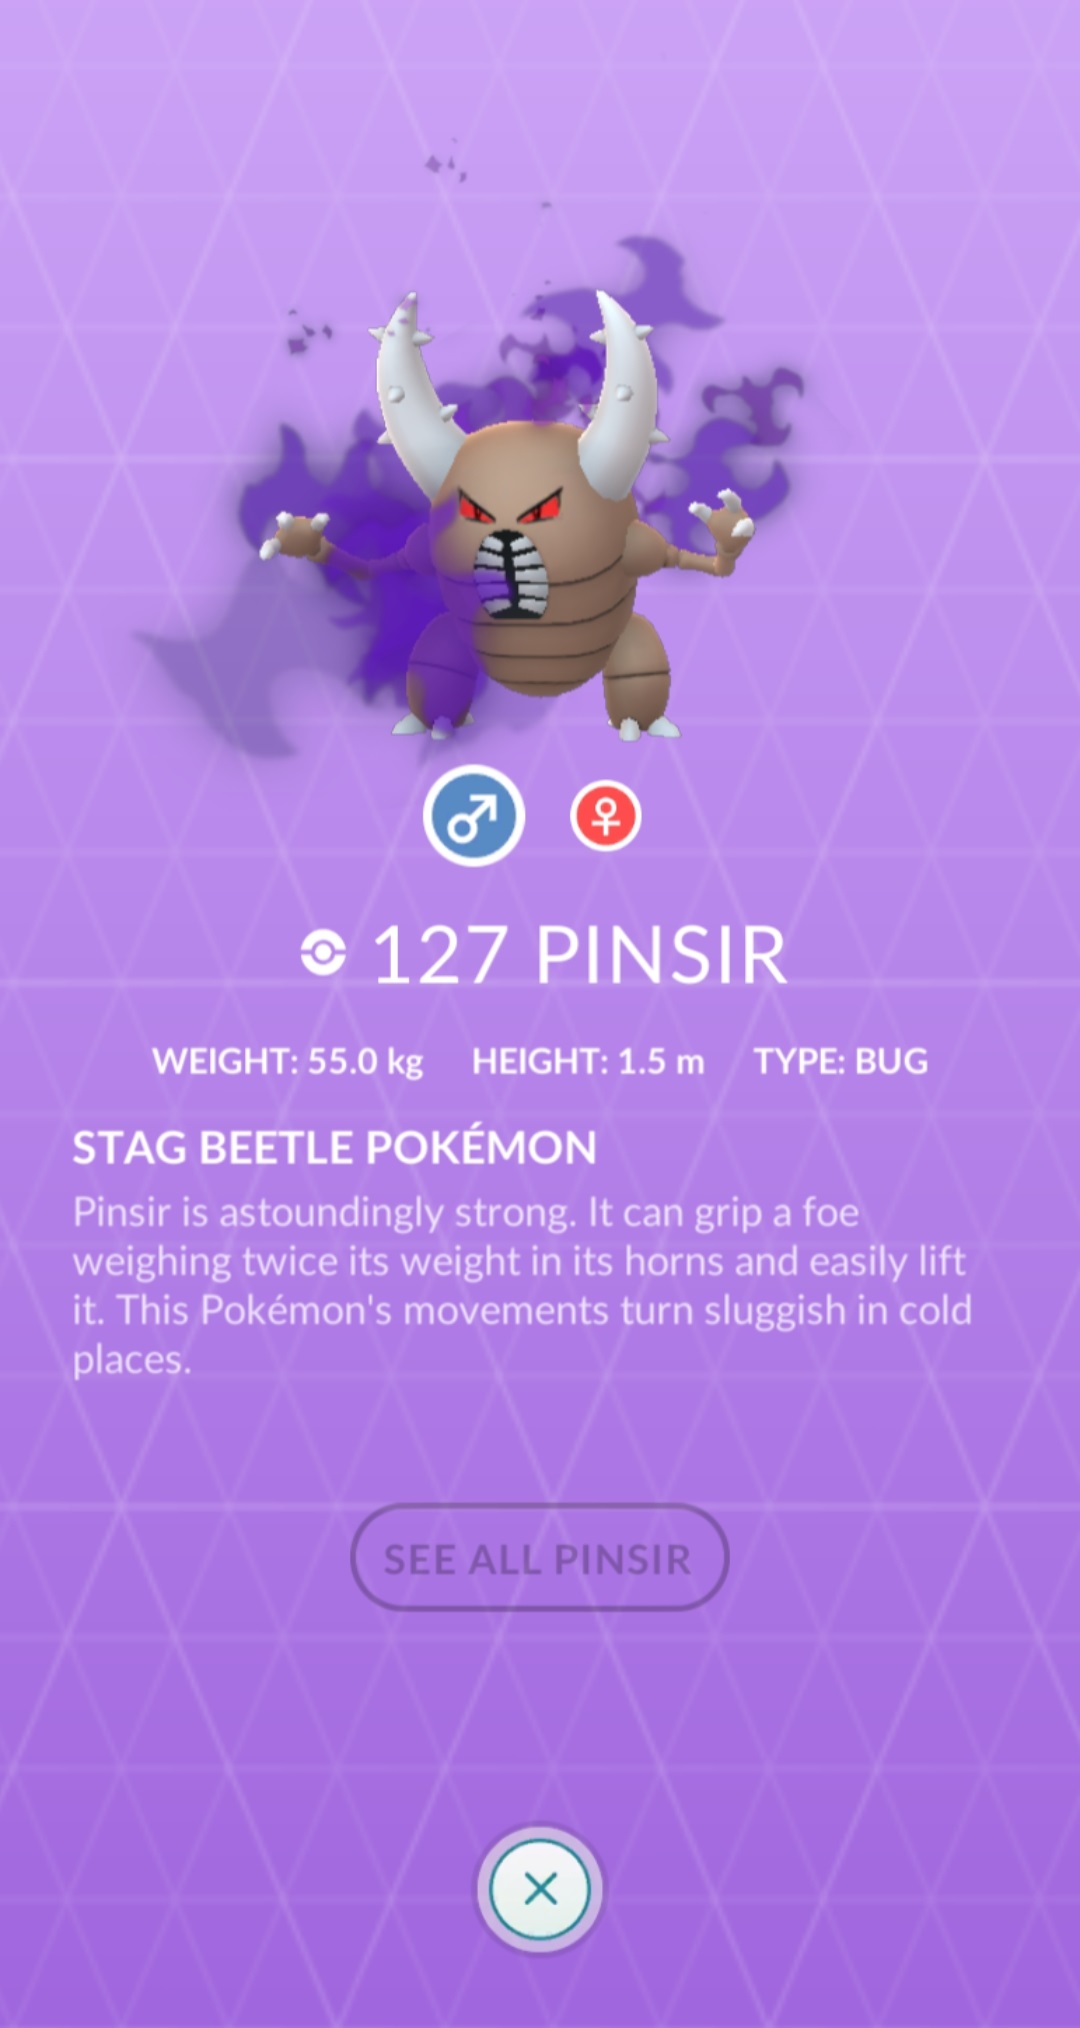 127 PINSIR
WEIGHT: 55.0 kg HEIGHT: 1.5 m TYPE: BUG
STAG BEETLE POKÉMON
Pinsir is astoundingly strong. It can grip a foe
weighing twice its weight in its horns and easily lift
it. This Pokémon's movements turn sluggish in cold
places.
SEE ALL PINSIR